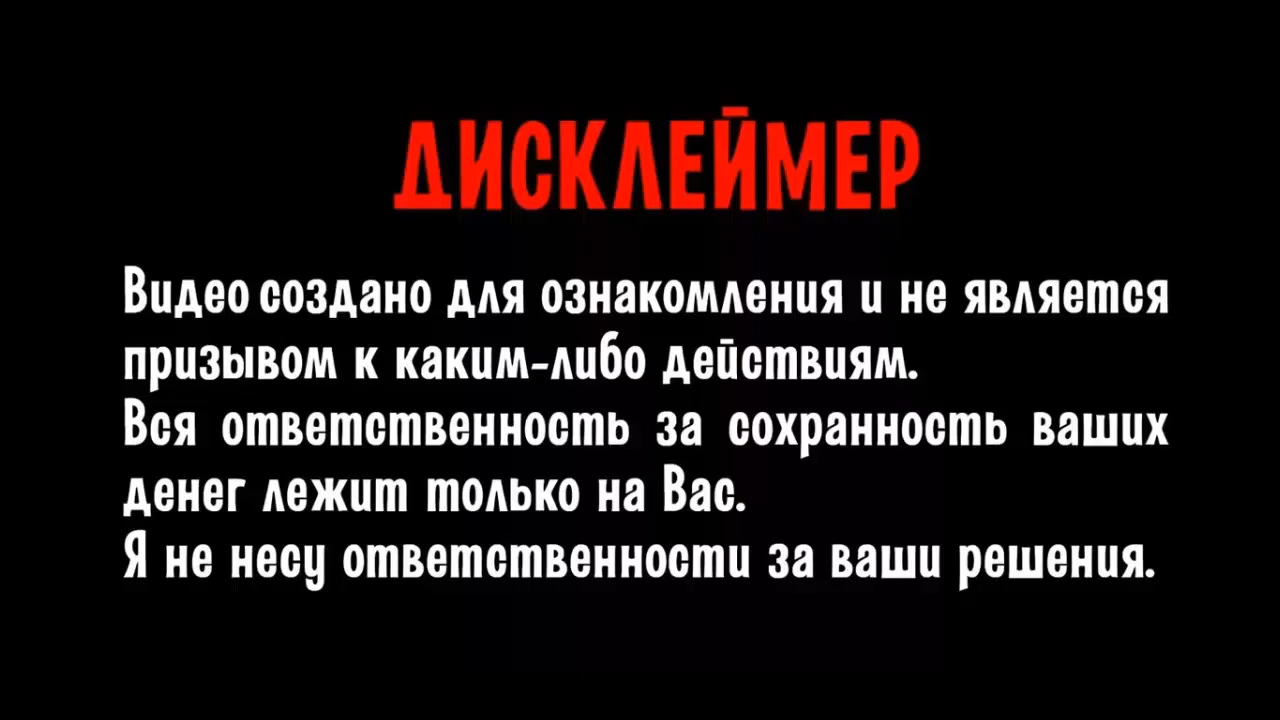 ДИСКЛЕЙМЕР
Видео создано для ознакомления и не является
призывом к каким-либо действиям.
Вся ответственность за сохранность ваших
денег лежит только на Вас.
Я не несу ответственности за ваши решения.